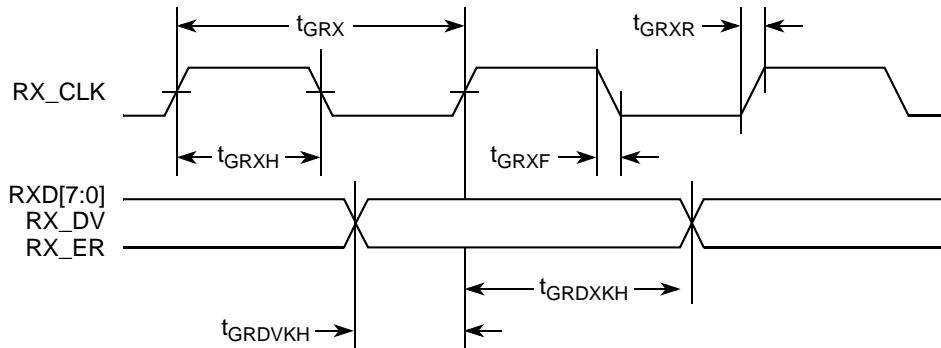 tGRX
tGRXR
RX_CLK
tGRXH
tGRXF
RXD[7:0]
RX_DV
RX_ER
tGRDXKH
tGRDVKH